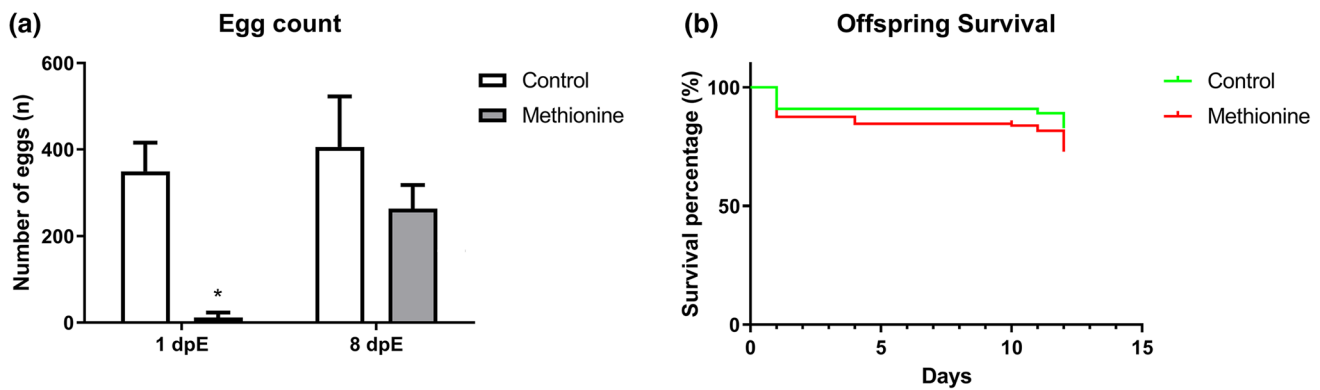 (a)
Egg count
Number of eggs (n)
600
400
200
0
*
1 dpE
8 dpE
Control
Methionine
(b)
Offspring Survival
Survival percentage (%)
100
50
0
0
5
10
15
Days
Control
Methionine